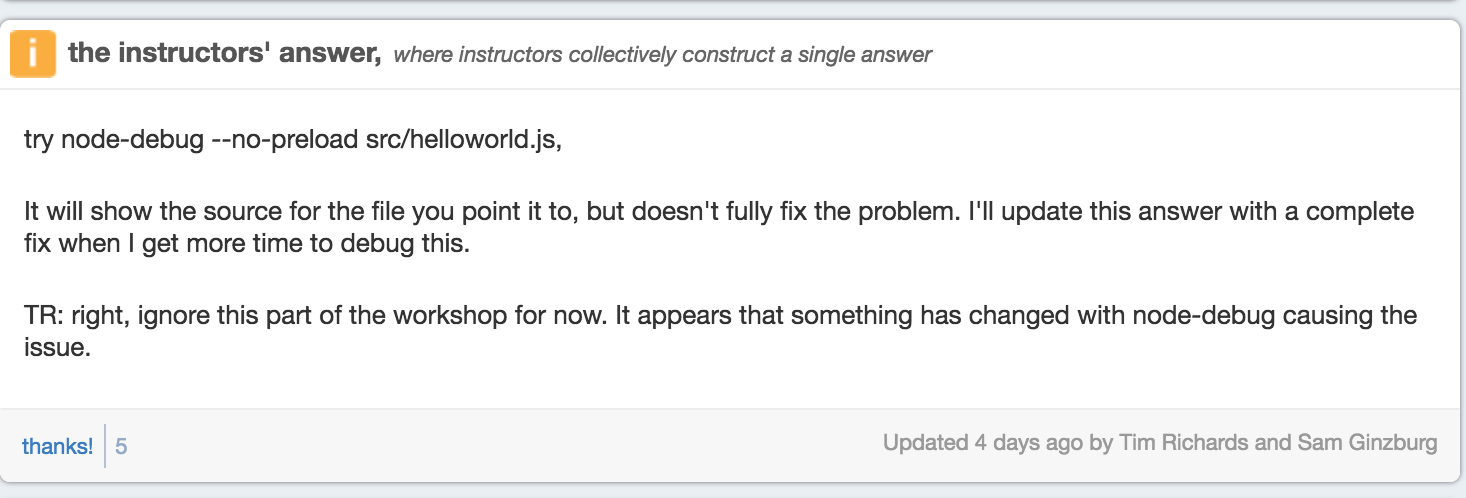 i the instructors' answer, where instructors collectively construct a single answer
try node-debug --no-preload src/helloworld.js,
It will show the source for the file you point it to, but doesn't fully fix the problem. I'll update this answer with a complete
fix when I get more time to debug this.
TR: right, ignore this part of the workshop for now. It appears that something has changed with node-debug causing the
issue.
thanks! 5 Updated 4 days ago by Tim Richards and Sam Ginzburg